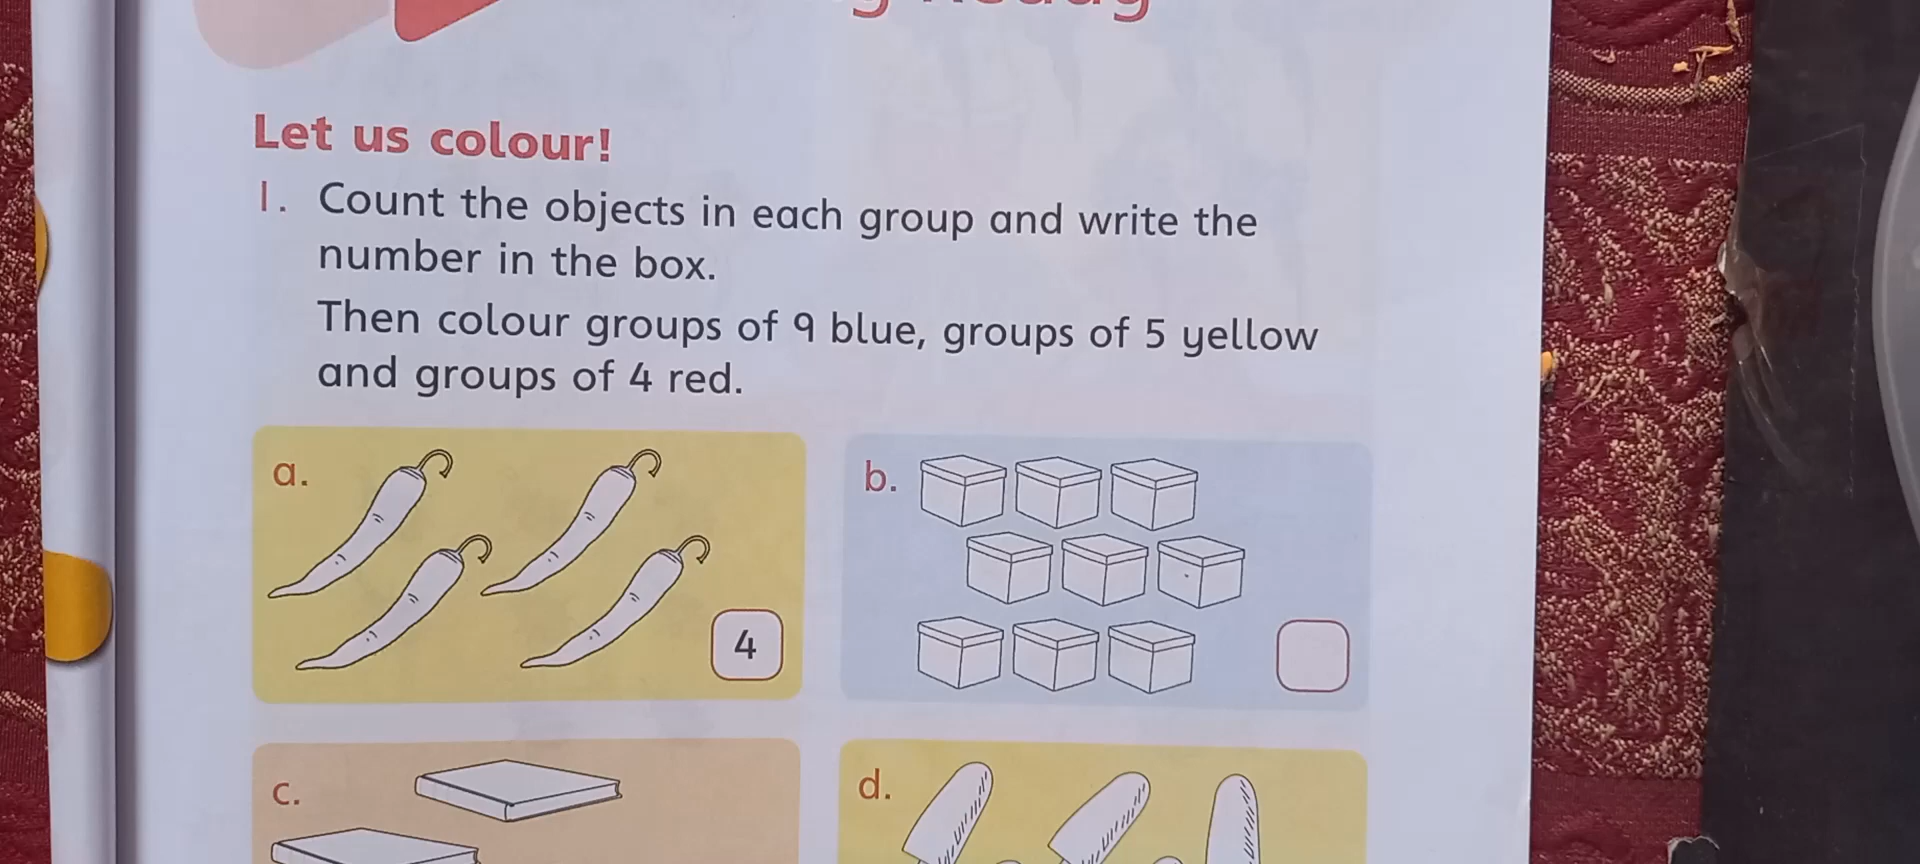 Let us colour!
1. Count the objects in each group and write the
number in the box.
Then colour groups of 9 blue, groups of 5 yellow
and groups of 4 red.
a.
4
b.
c.
d.